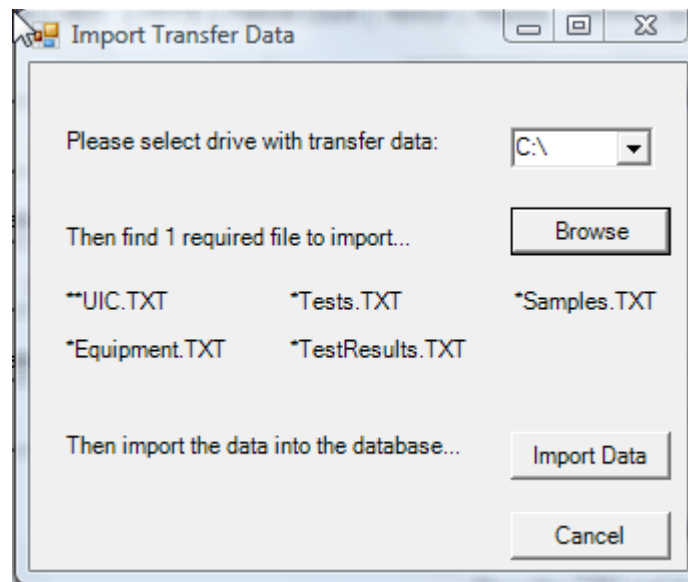 Import Transfer Data
Please select drive with transfer data: C:\
Then find 1 required file to import... Browse
**UIC.TXT *Tests.TXT *Samples.TXT
*Equipment.TXT *TestResults.TXT
Then import the data into the database... Import Data
Cancel